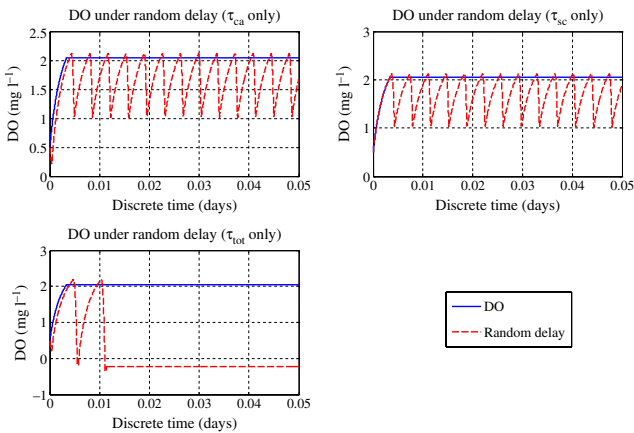 DO under random delay (τca only)
2.5
2
1.5
1
0.5
0
DO (mg l⁻¹)
0 0.01 0.02 0.03 0.04 0.05
Discrete time (days)
DO under random delay (τsc only)
3
2
1
0
DO (mg l⁻¹)
0 0.01 0.02 0.03 0.04 0.05
Discrete time (days)
DO under random delay (τtot only)
3
2
1
0
−1
DO (mg l⁻¹)
0 0.01 0.02 0.03 0.04 0.05
Discrete time (days)
DO
Random delay